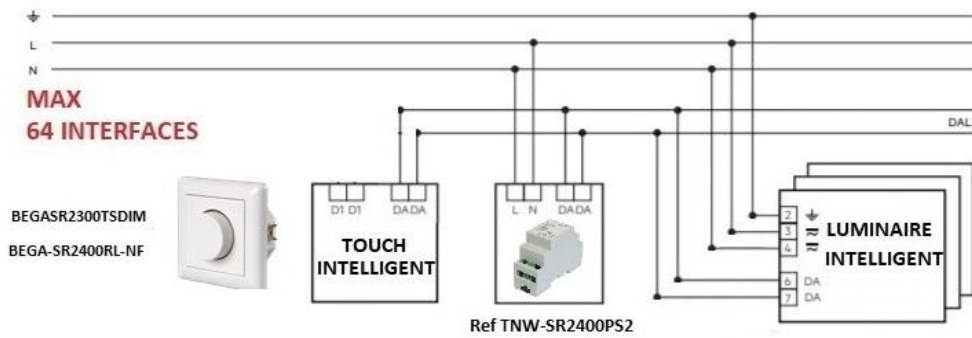 L
N
MAX
64 INTERFACES
DAL
BEGASR2300TSDIM
BEGA-SR2400RL-NF
D1 D1 DA DA
TOUCH
INTELLIGENT
L N DA DA
Ref TNW-SR2400PS2
2
3
4
6 DA
7 DA
LUMINAIRE
INTELLIGENT